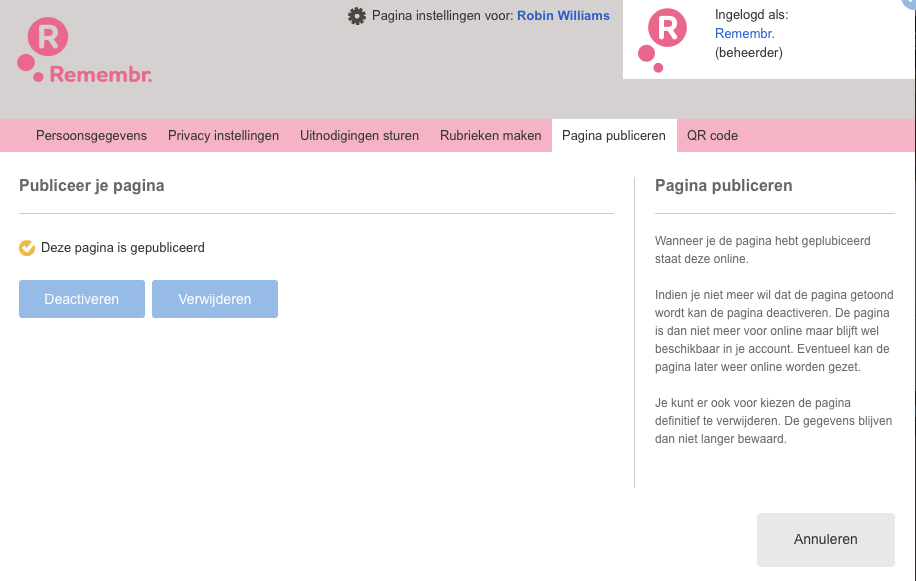 R
Remembr.
Pagina instellingen voor: Robin Williams
R
Ingelogd als:
Remembr.
(beheerder)
Persoonsgegevens Privacy instellingen Uitnodigingen sturen Rubrieken maken Pagina publiceren QR code
Publiceer je pagina
Deze pagina is gepubliceerd
Deactiveren Verwijderen
Pagina publiceren
Wanneer je de pagina hebt geplubiceerd
staat deze online.
Indien je niet meer wil dat de pagina getoond
wordt kan de pagina deactiveren. De pagina
is dan niet meer voor online maar blijft wel
beschikbaar in je account. Eventueel kan de
pagina later weer online worden gezet.
Je kunt er ook voor kiezen de pagina
definitief te verwijderen. De gegevens blijven
dan niet langer bewaard.
Annuleren